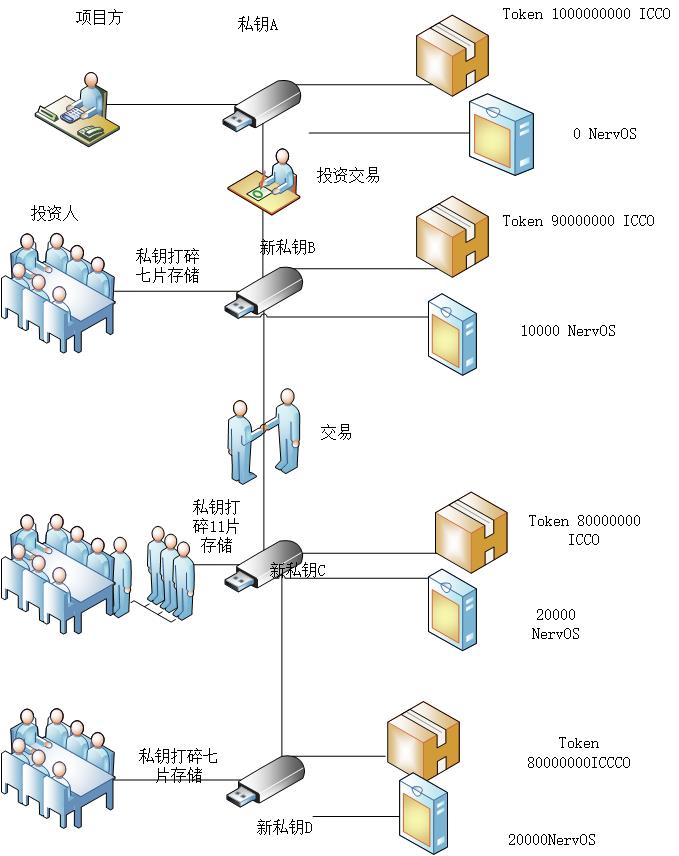 项目方
私钥A
Token 1000000000 ICCO
0 NervOS
投资交易
投资人
私钥打碎
七片存储
新私钥B
Token 90000000 ICCO
10000 NervOS
交易
私钥打
碎11片
存储
新私钥C
Token 80000000
ICCO
20000
NervOS
私钥打碎七
片存储
新私钥D
Token
80000000ICCCO
20000NervOS